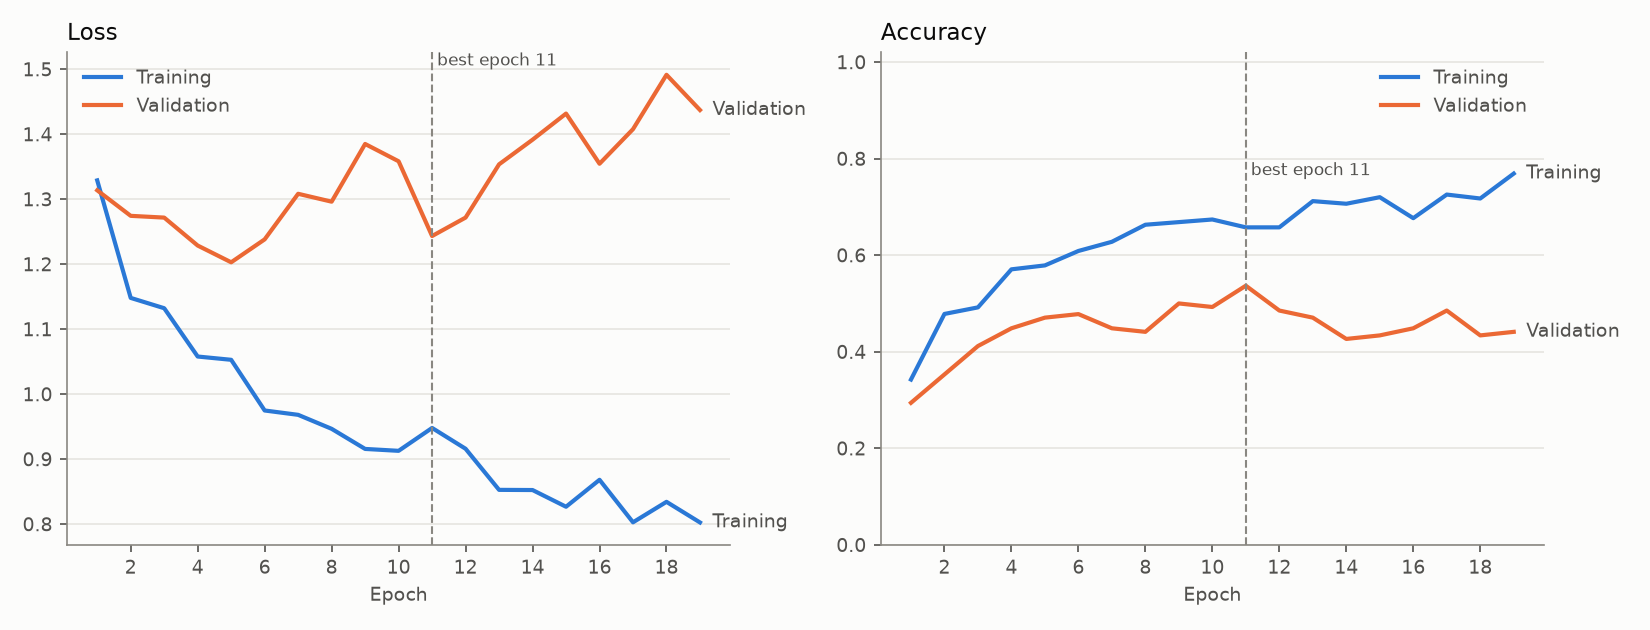 Loss
best epoch 11
Training
Validation
Validation
Training
1.5
1.4
1.3
1.2
1.1
1.0
0.9
0.8
2 4 6 8 10 12 14 16 18
Epoch
Accuracy
Training
Validation
best epoch 11
Training
Validation
1.0
0.8
0.6
0.4
0.2
0.0
2 4 6 8 10 12 14 16 18
Epoch